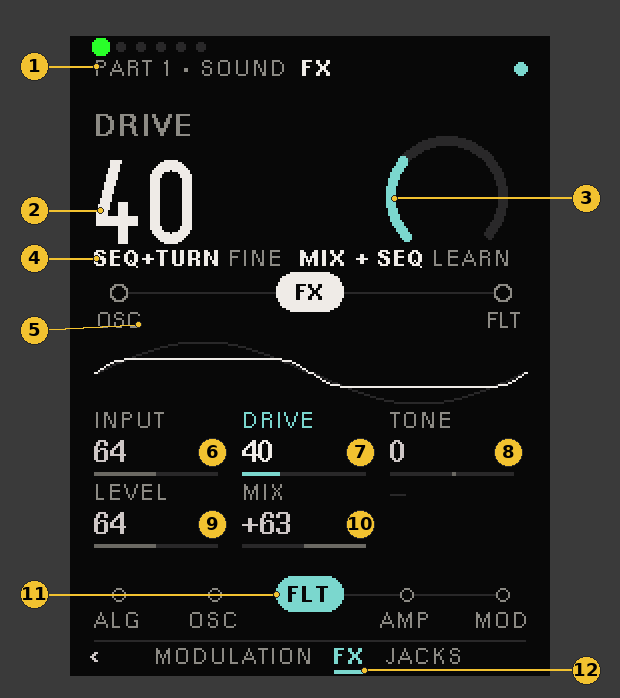 1 PART 1 · SOUND FX
DRIVE
2 40 3
4 SEQ+TURN FINE MIX + SEQ LEARN
FX
5 OSC FLT
INPUT DRIVE TONE
64 6 40 7 0 8
LEVEL MIX —
64 9 +63 10
11 FLT
ALG OSC AMP MOD
< MODULATION FX JACKS 12